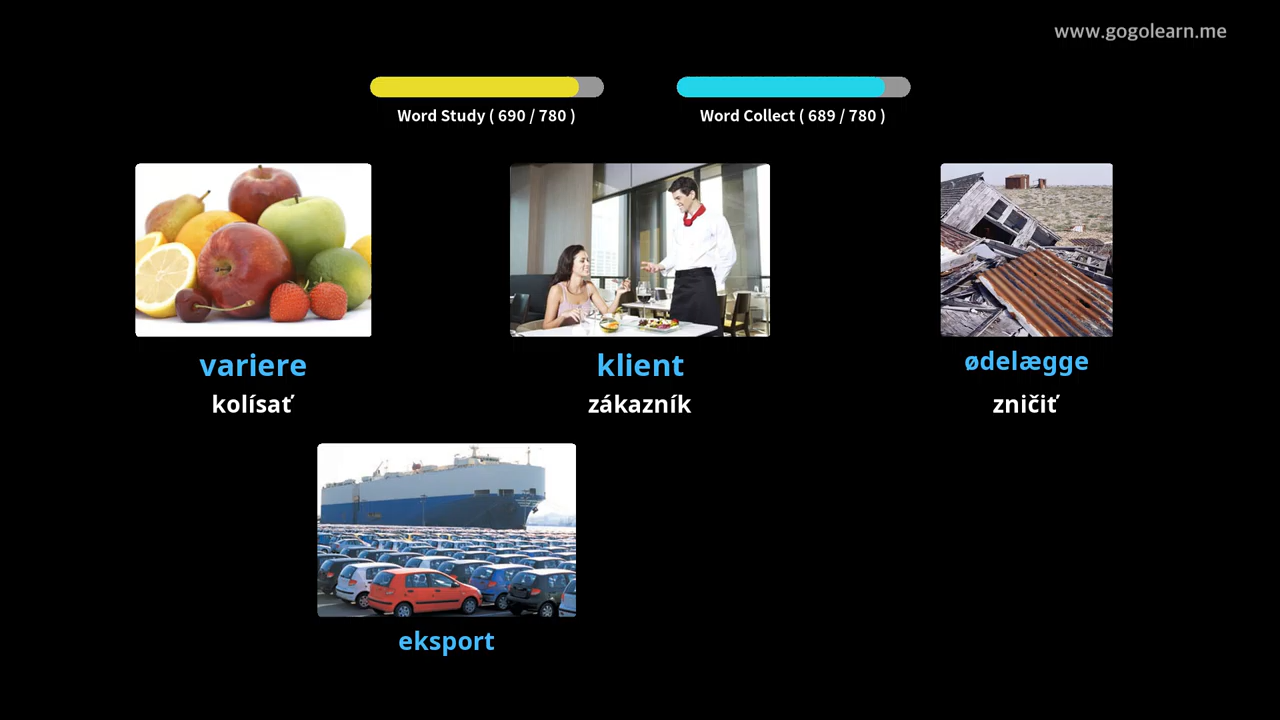 www.gogolearn.me
Word Study ( 690 / 780 )
Word Collect ( 689 / 780 )
variere
klient
ødelægge
kolísať
zákazník
zničiť
eksport